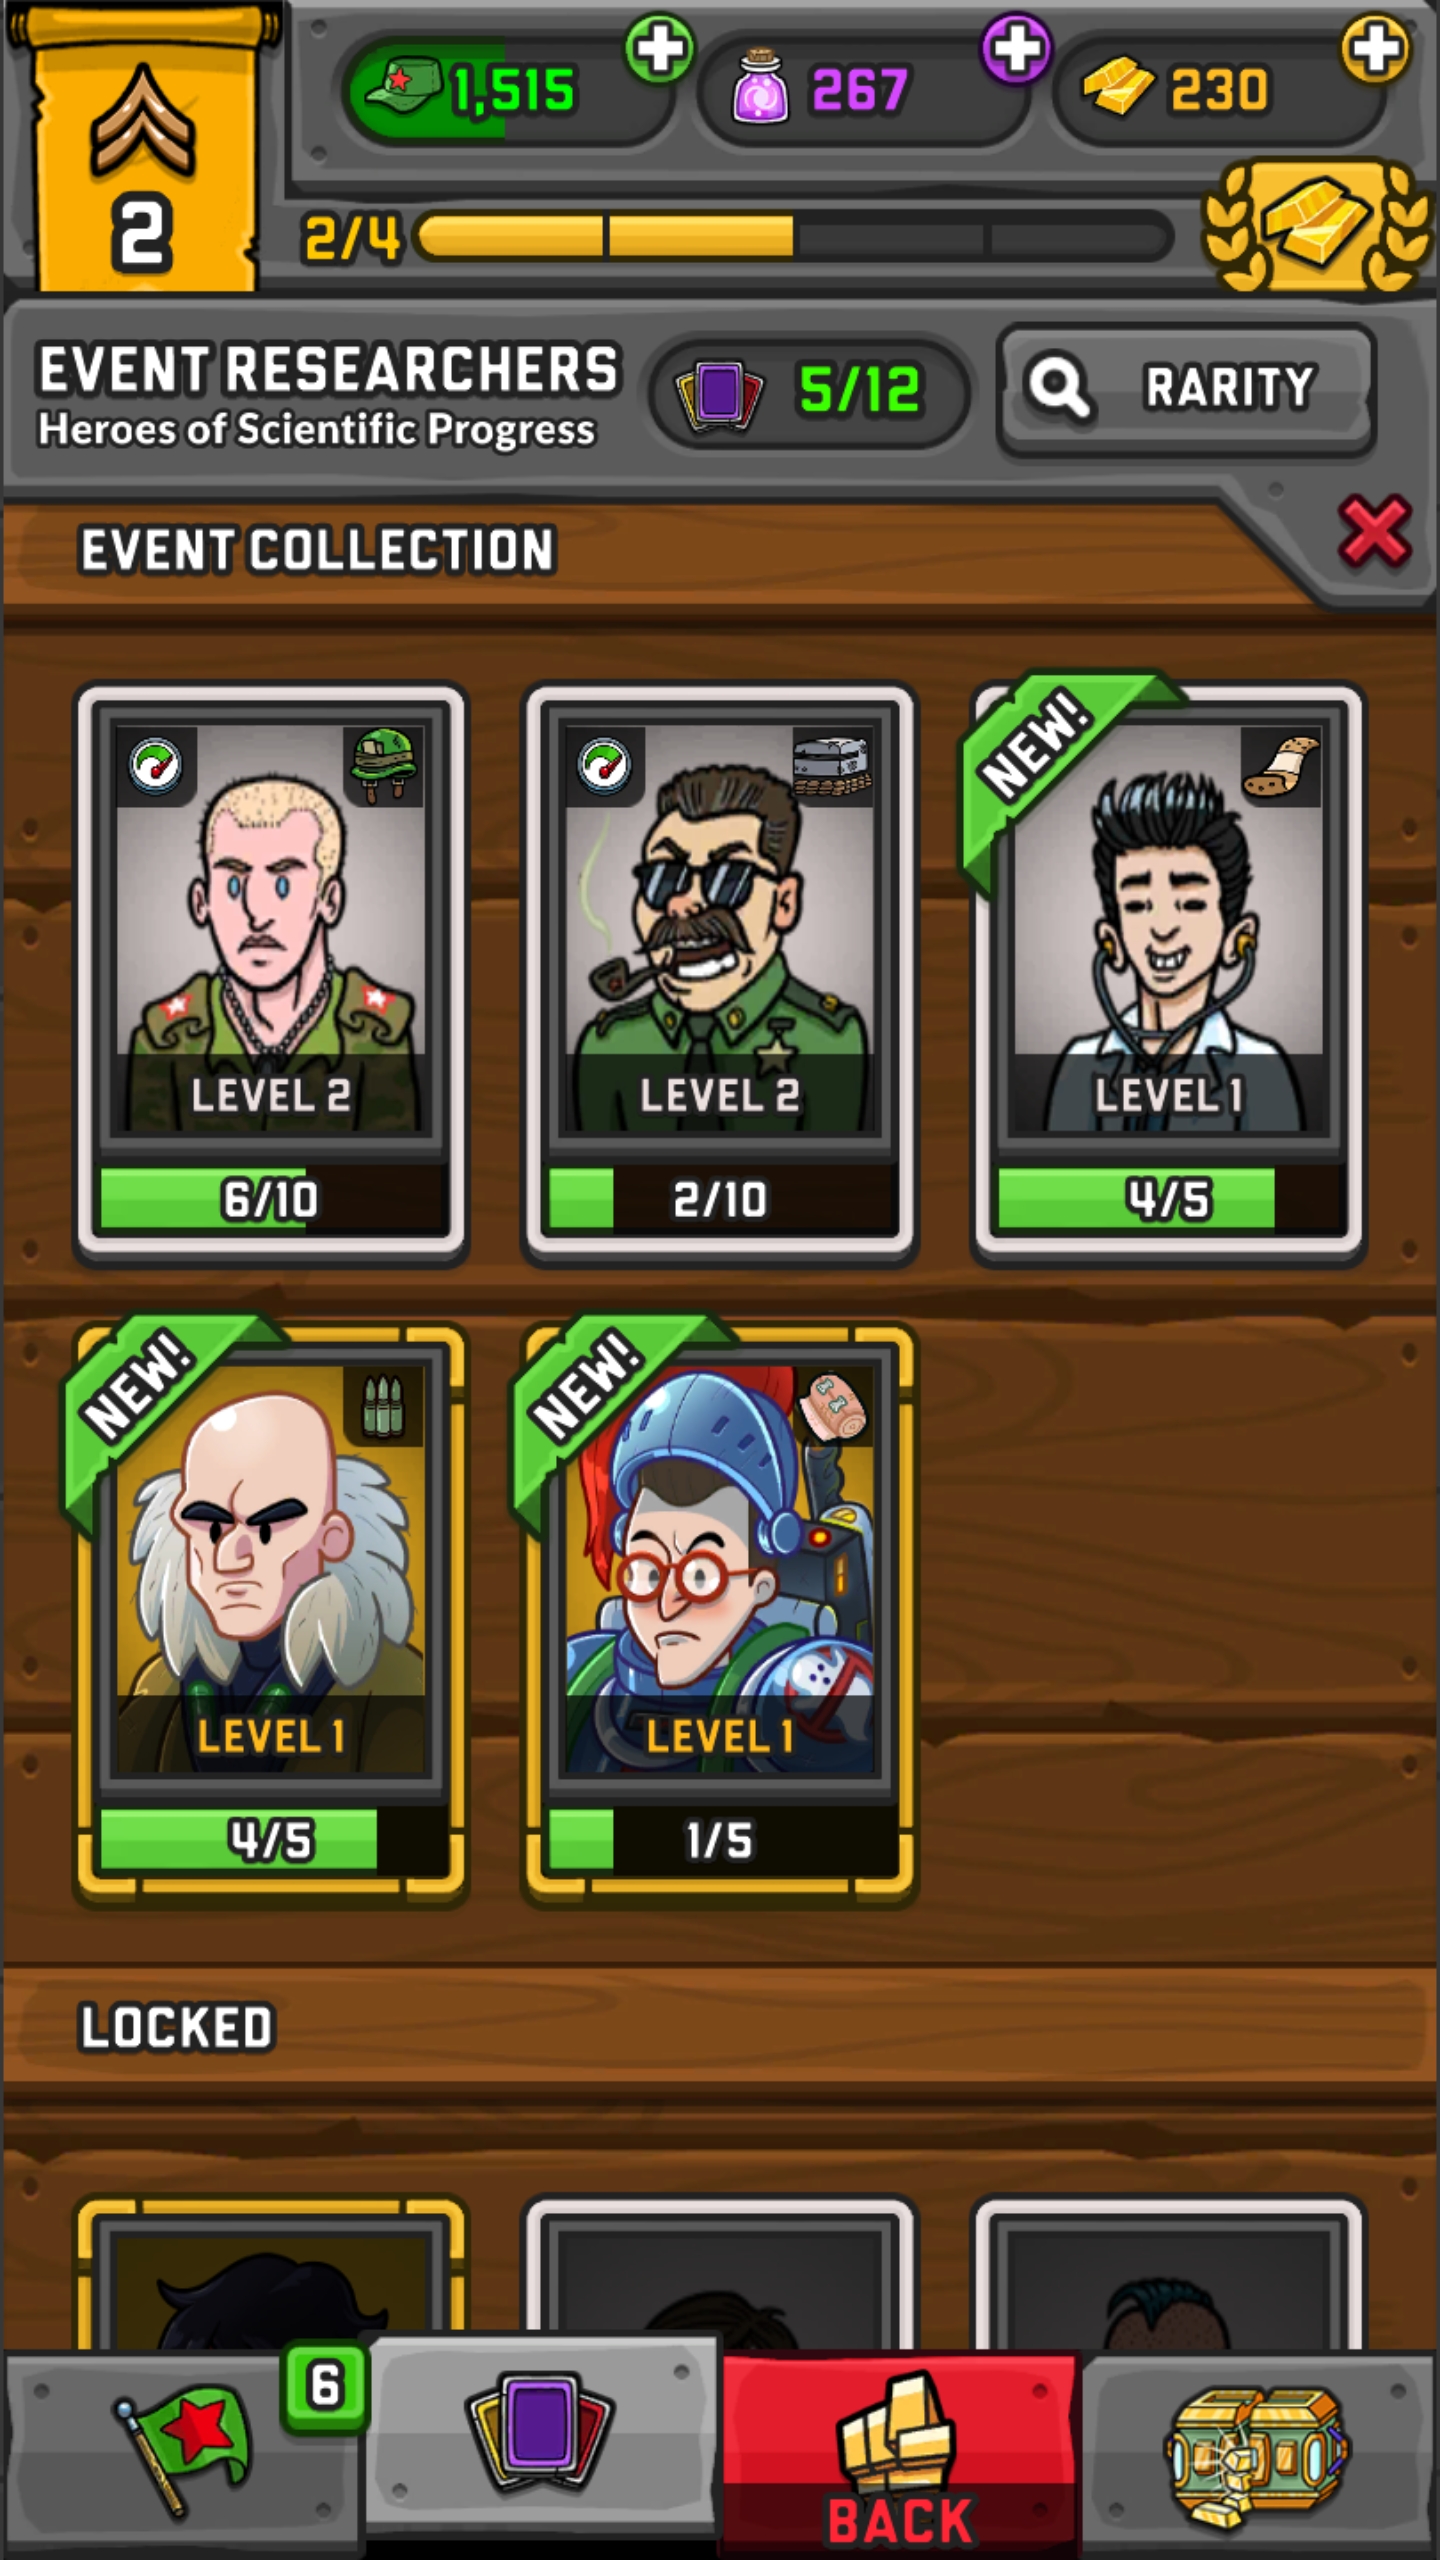 1,515
267
230
2
2/4
EVENT RESEARCHERS
Heroes of Scientific Progress
5/12
RARITY
EVENT COLLECTION
NEW!
LEVEL 2
LEVEL 2
LEVEL 1
6/10
2/10
4/5
NEW!
NEW!
LEVEL 1
LEVEL 1
4/5
1/5
LOCKED
6
BACK